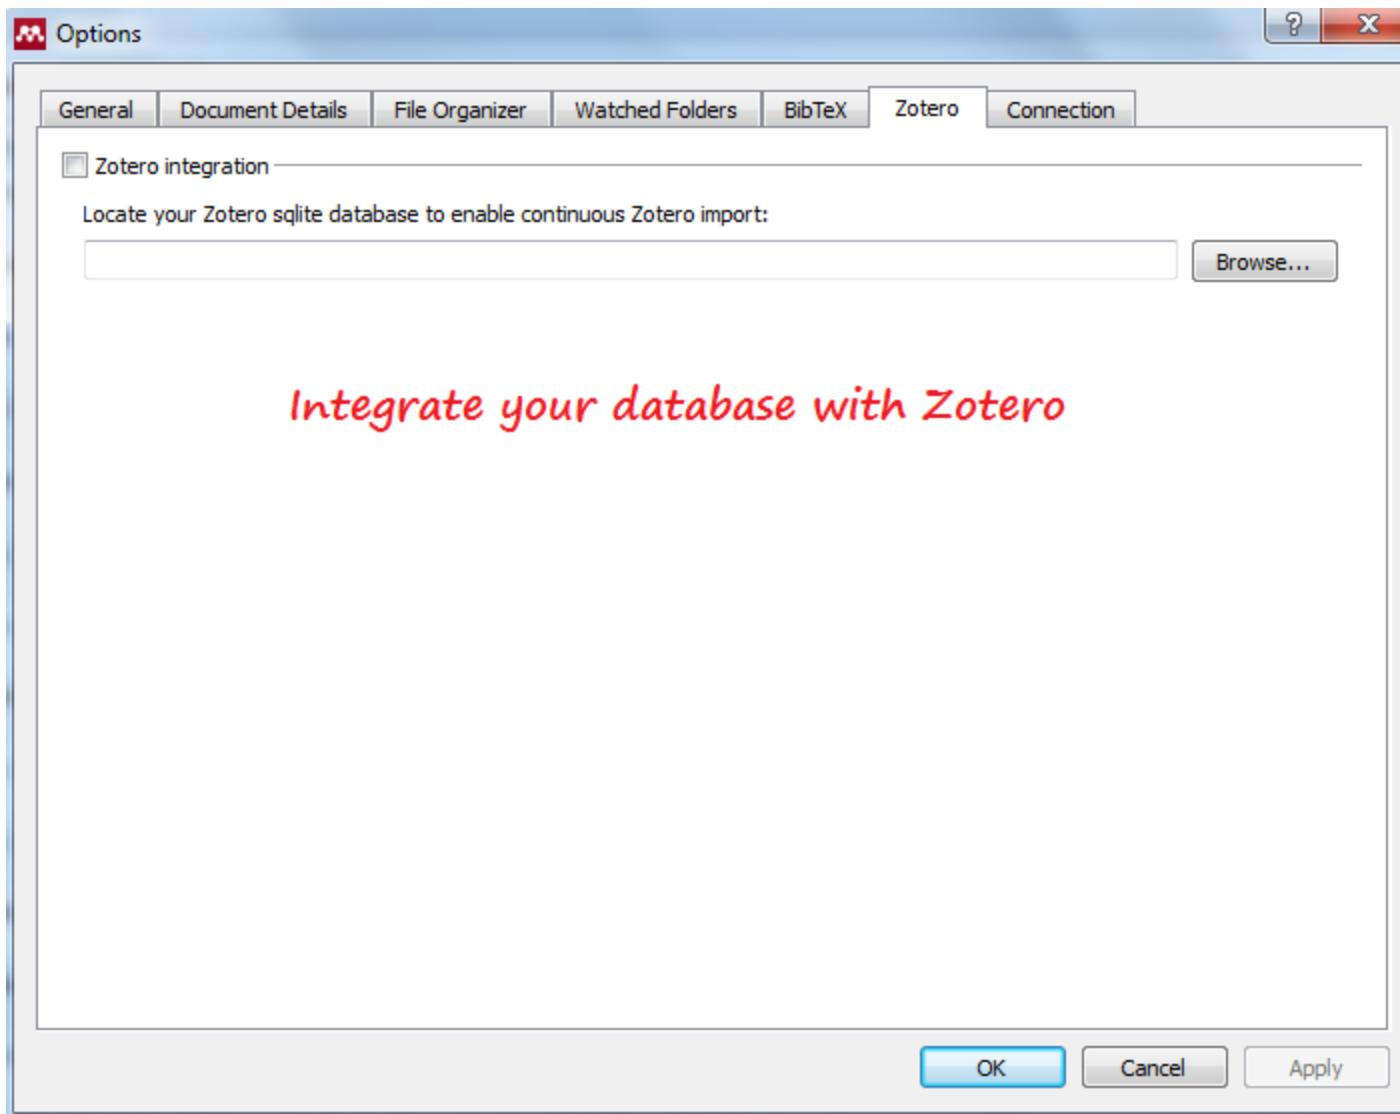 Options
General Document Details File Organizer Watched Folders BibTeX Zotero Connection
Zotero integration
Locate your Zotero sqlite database to enable continuous Zotero import:
Browse...
Integrate your database with Zotero
OK Cancel Apply